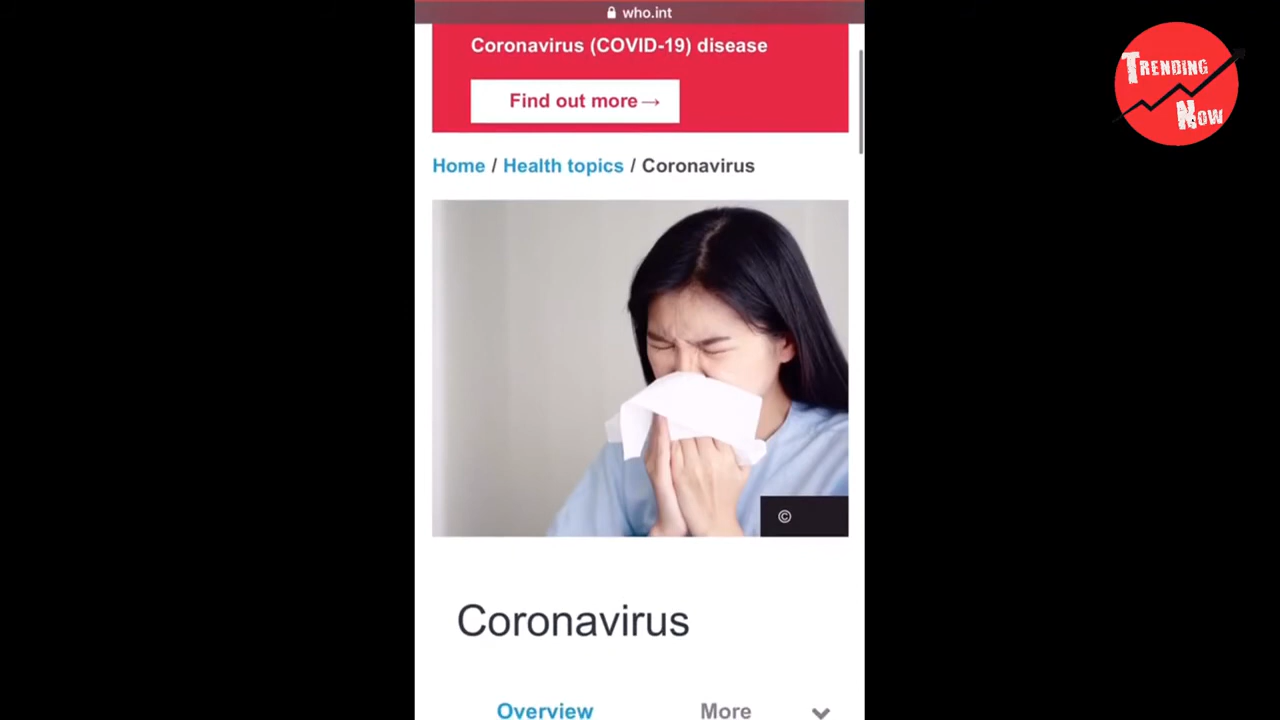 who.int
Coronavirus (COVID-19) disease
Find out more→
Home / Health topics / Coronavirus
©
Coronavirus
Overview
More
TRENDING
NOW